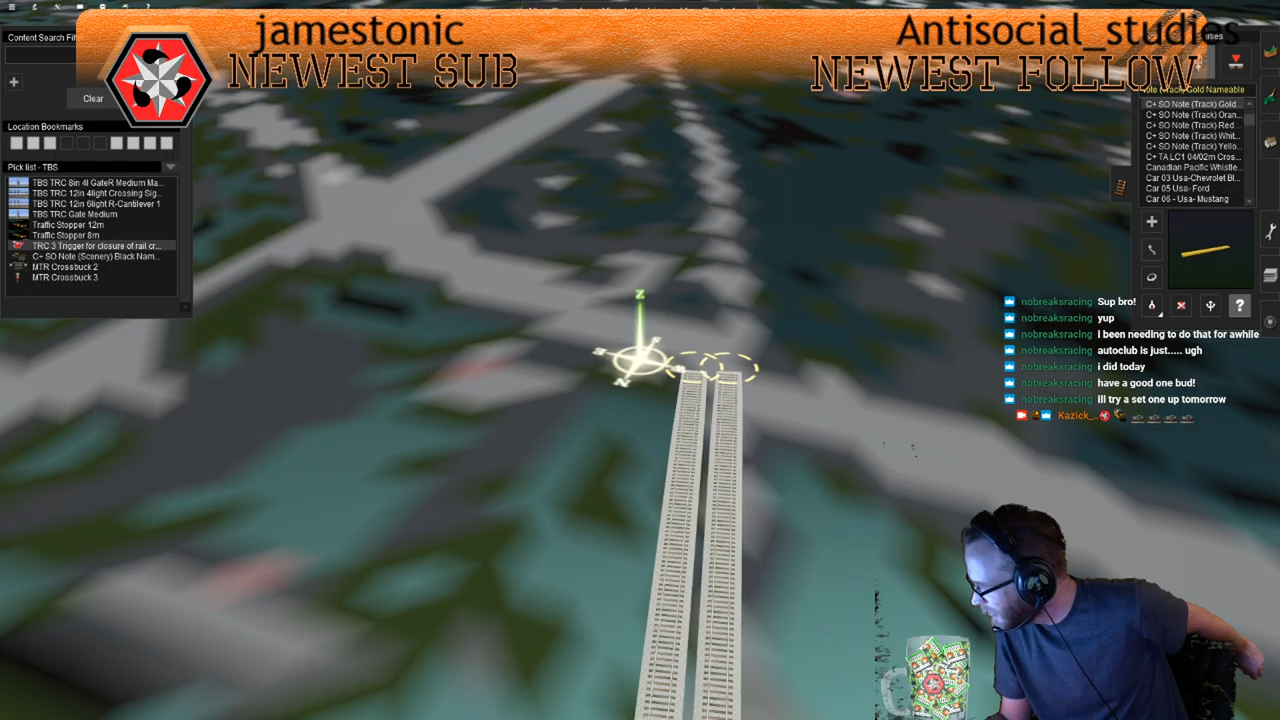 jamestonic
NEWEST SUB
Antisocial_studies
NEWEST FOLLOW
Content Search Filt
Clear
Location Bookmarks
Pick list - TBS
TBS TRC 8in 4l GateR Medium Ma...
TBS TRC 12in 4light Crossing Sig...
TBS TRC 12in 6light R-Cantilever 1
TBS TRC Gate Medium
Traffic Stopper 12m
Traffic Stopper 8m
TRC 3 Trigger for closure of rail cr...
C+ SO Note (Scenery) Black Nam...
MTR Crossbuck 2
MTR Crossbuck 3
Note (Track) Gold Nameable
C+ SO Note (Track) Gold
C+ SO Note (Track) Oran...
C+ SO Note (Track) Red
C+ SO Note (Track) Whit...
C+ SO Note (Track) Yello...
C+ TA LC1 04/02m Cros...
Canadian Pacific Whistle...
Car 03 Usa-Chevrolet Bl...
Car 05 Usa- Ford
Car 06 - Usa- Mustang
?
Z
N
nobreaksracing Sup bro!
nobreaksracing yup
nobreaksracing I been needing to do that for awhile
nobreaksracing autoclub is just..... ugh
nobreaksracing i did today
nobreaksracing have a good one bud!
nobreaksracing ill try a set one up tomorrow
Kazick_